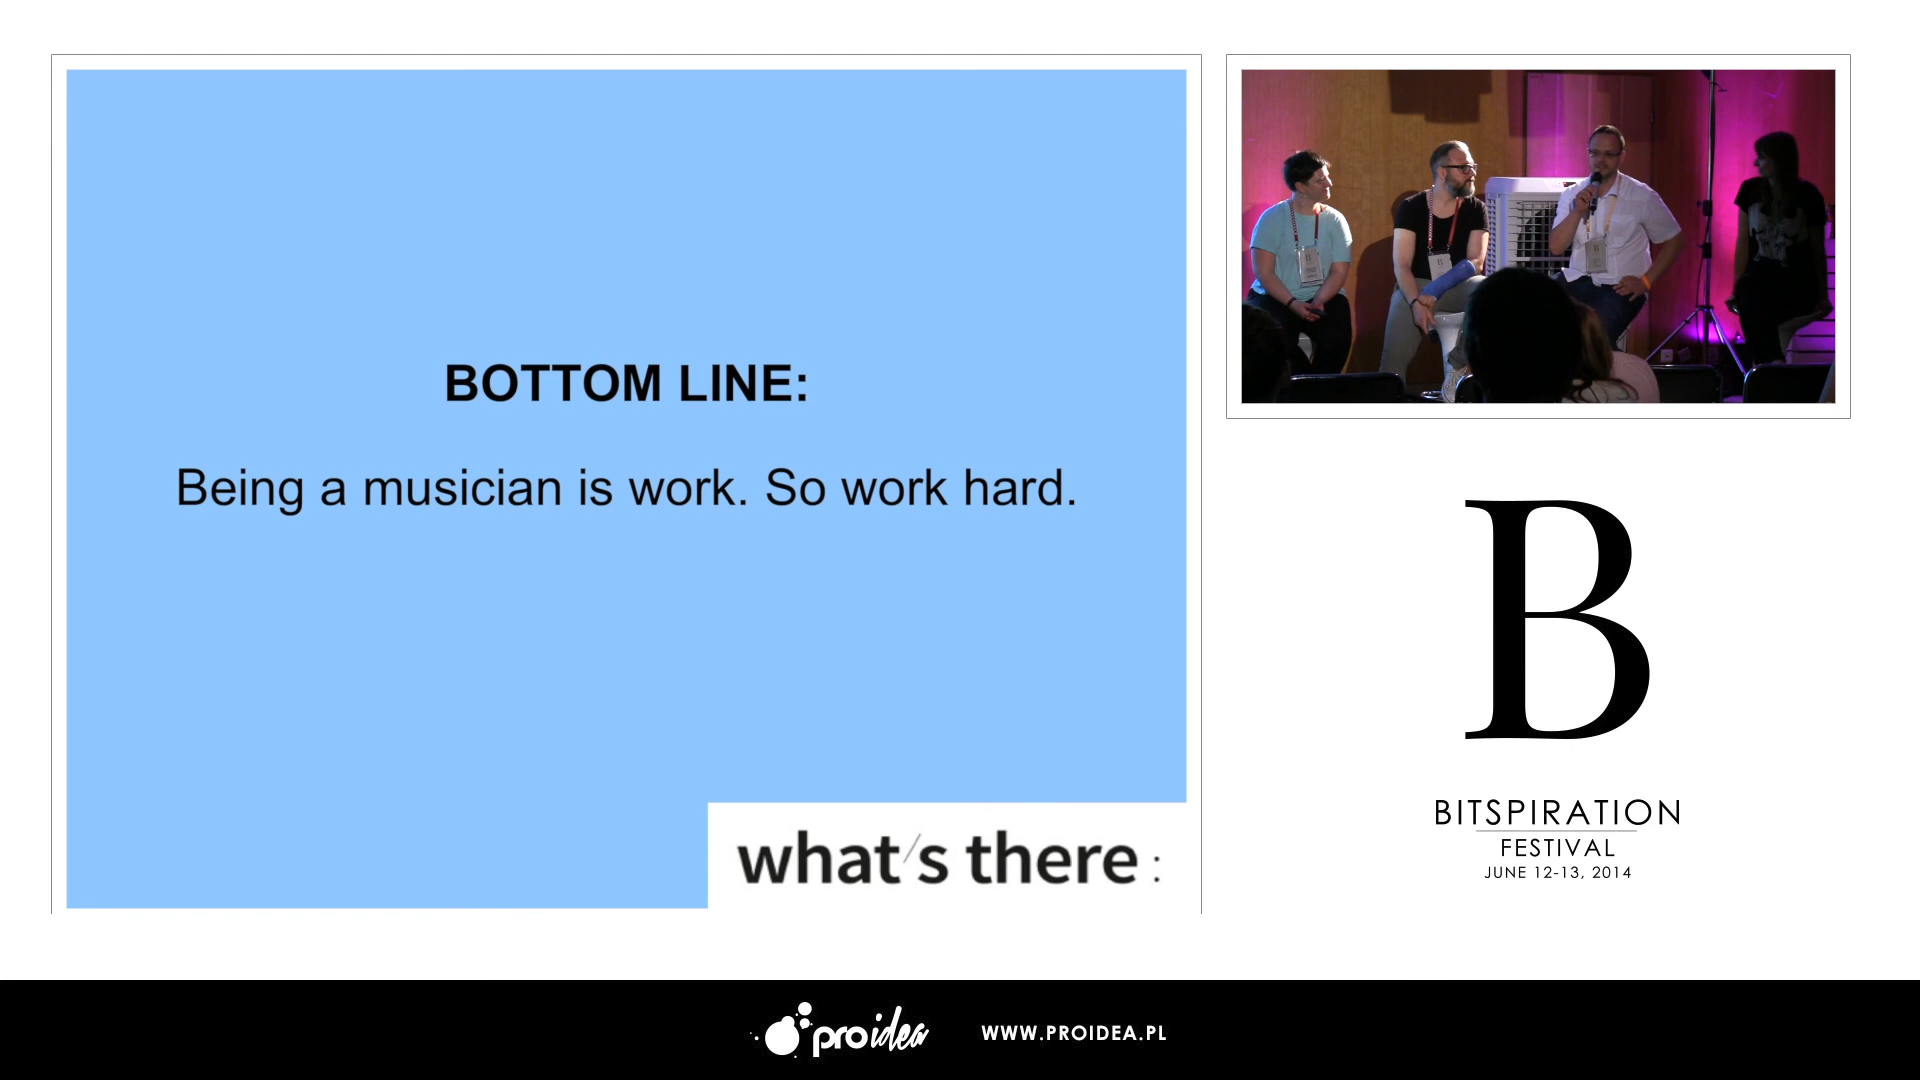 BOTTOM LINE:
Being a musician is work. So work hard.
what's there :
B
BITSPIRATION
FESTIVAL
JUNE 12-13, 2014
proidea
WWW.PROIDEA.PL